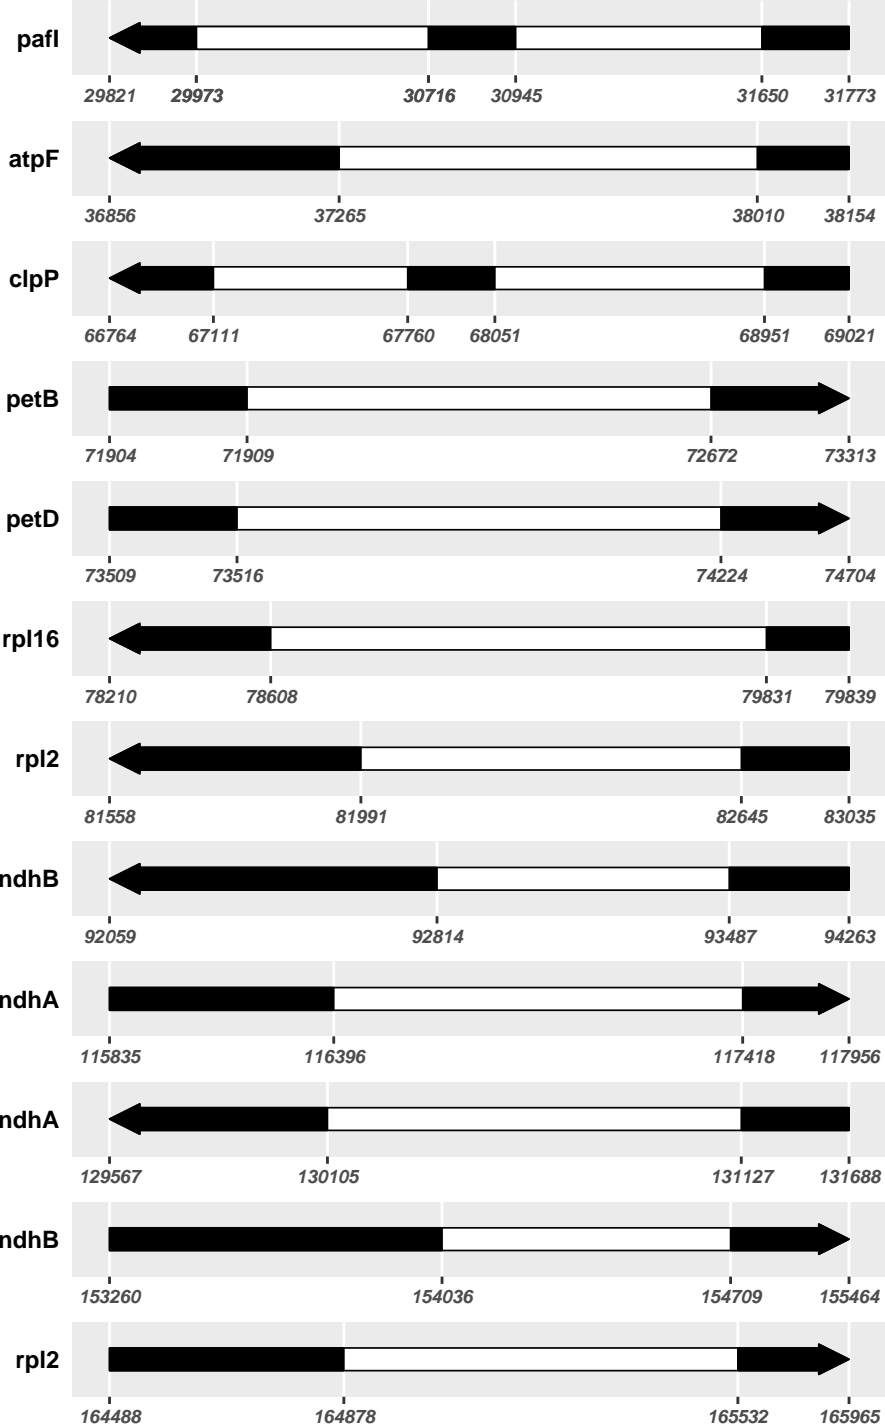 pafI
29821 29973 30716 30945 31650 31773
atpF
36856 37265 38010 38154
clpP
66764 67111 67760 68051 68951 69021
petB
71904 71909 72672 73313
petD
73509 73516 74224 74704
rpl16
78210 78608 79831 79839
rpl2
81558 81991 82645 83035
ndhB
92059 92814 93487 94263
ndhA
115835 116396 117418 117956
ndhA
129567 130105 131127 131688
ndhB
153260 154036 154709 155464
rpl2
164488 164878 165532 165965